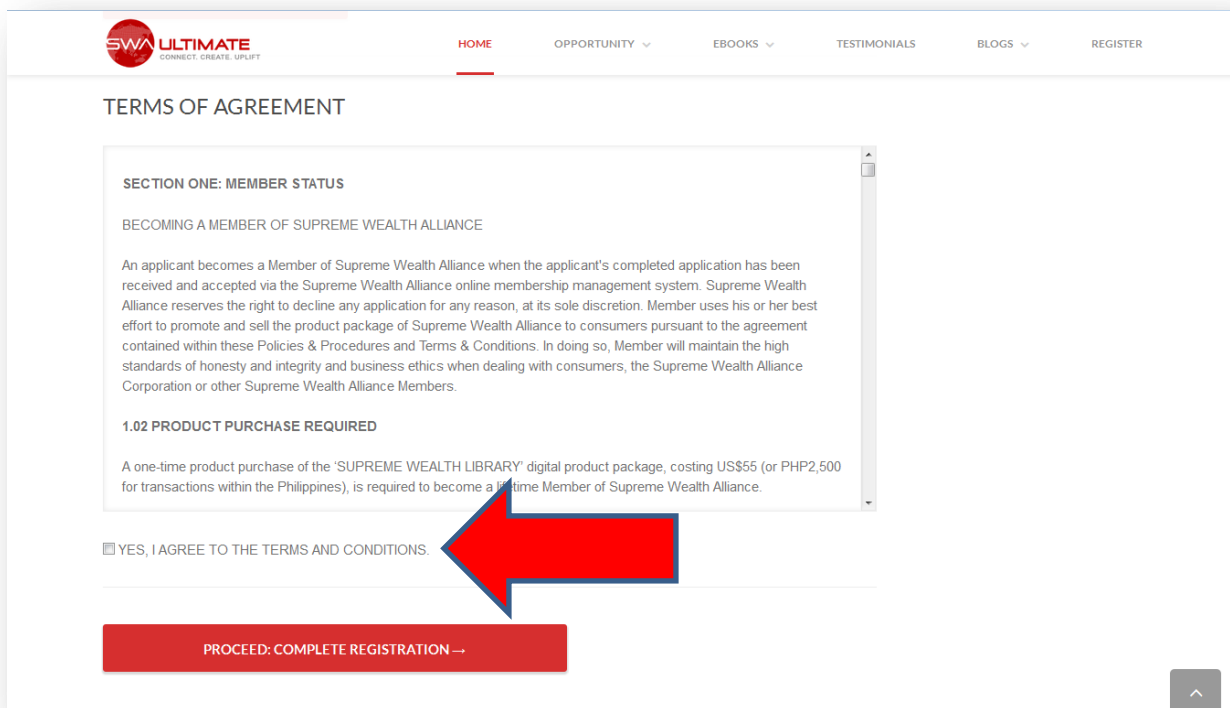 SWA ULTIMATE
CONNECT. CREATE. UPLIFT
HOME OPPORTUNITY EBOOKS TESTIMONIALS BLOGS REGISTER
TERMS OF AGREEMENT
SECTION ONE: MEMBER STATUS
BECOMING A MEMBER OF SUPREME WEALTH ALLIANCE
An applicant becomes a Member of Supreme Wealth Alliance when the applicant's completed application has been
received and accepted via the Supreme Wealth Alliance online membership management system. Supreme Wealth
Alliance reserves the right to decline any application for any reason, at its sole discretion. Member uses his or her best
effort to promote and sell the product package of Supreme Wealth Alliance to consumers pursuant to the agreement
contained within these Policies & Procedures and Terms & Conditions. In doing so, Member will maintain the high
standards of honesty and integrity and business ethics when dealing with consumers, the Supreme Wealth Alliance
Corporation or other Supreme Wealth Alliance Members.
1.02 PRODUCT PURCHASE REQUIRED
A one-time product purchase of the ‘SUPREME WEALTH LIBRARY’ digital product package, costing US$55 (or PHP2,500
for transactions within the Philippines), is required to become a lifetime Member of Supreme Wealth Alliance.
YES, I AGREE TO THE TERMS AND CONDITIONS.
PROCEED: COMPLETE REGISTRATION→